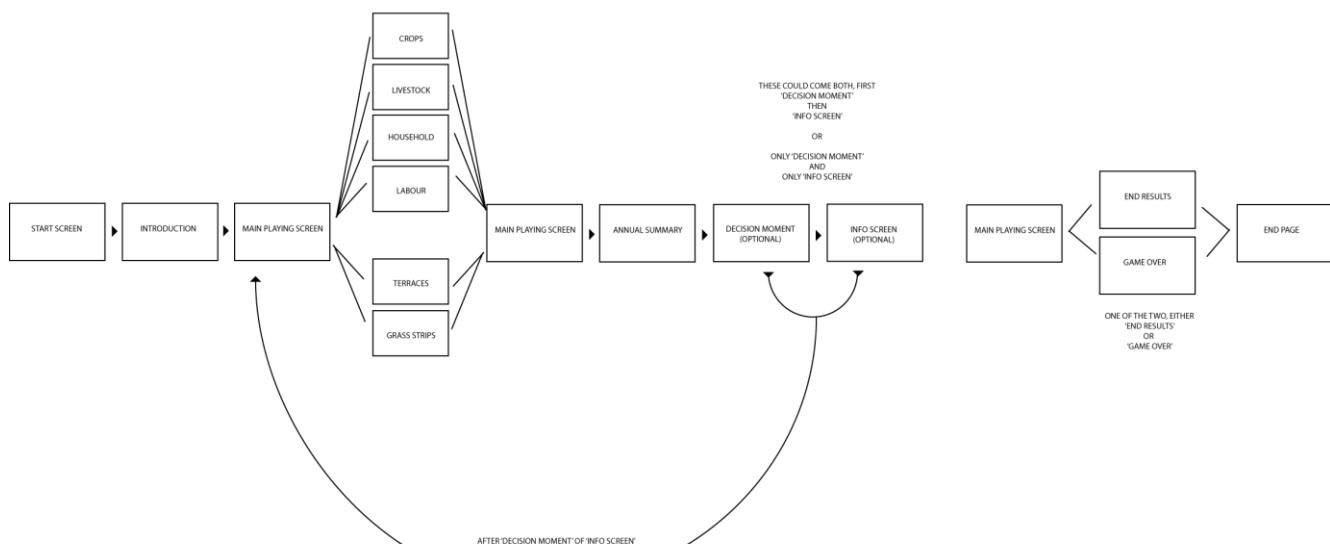 CROPS
LIVESTOCK
HOUSEHOLD
LABOUR
THESE COULD COME BOTH, FIRST
'DECISION MOMENT'
THEN
'INFO SCREEN'
OR
ONLY 'DECISION MOMENT'
AND
ONLY 'INFO SCREEN'
START SCREEN
INTRODUCTION
MAIN PLAYING SCREEN
MAIN PLAYING SCREEN
ANNUAL SUMMARY
DECISION MOMENT
(OPTIONAL)
INFO SCREEN
(OPTIONAL)
TERRACES
GRASS STRIPS
MAIN PLAYING SCREEN
END RESULTS
GAME OVER
END PAGE
ONE OF THE TWO, EITHER
'END RESULTS'
OR
'GAME OVER'
AFTER 'DECISION MOMENT' OF 'INFO SCREEN'